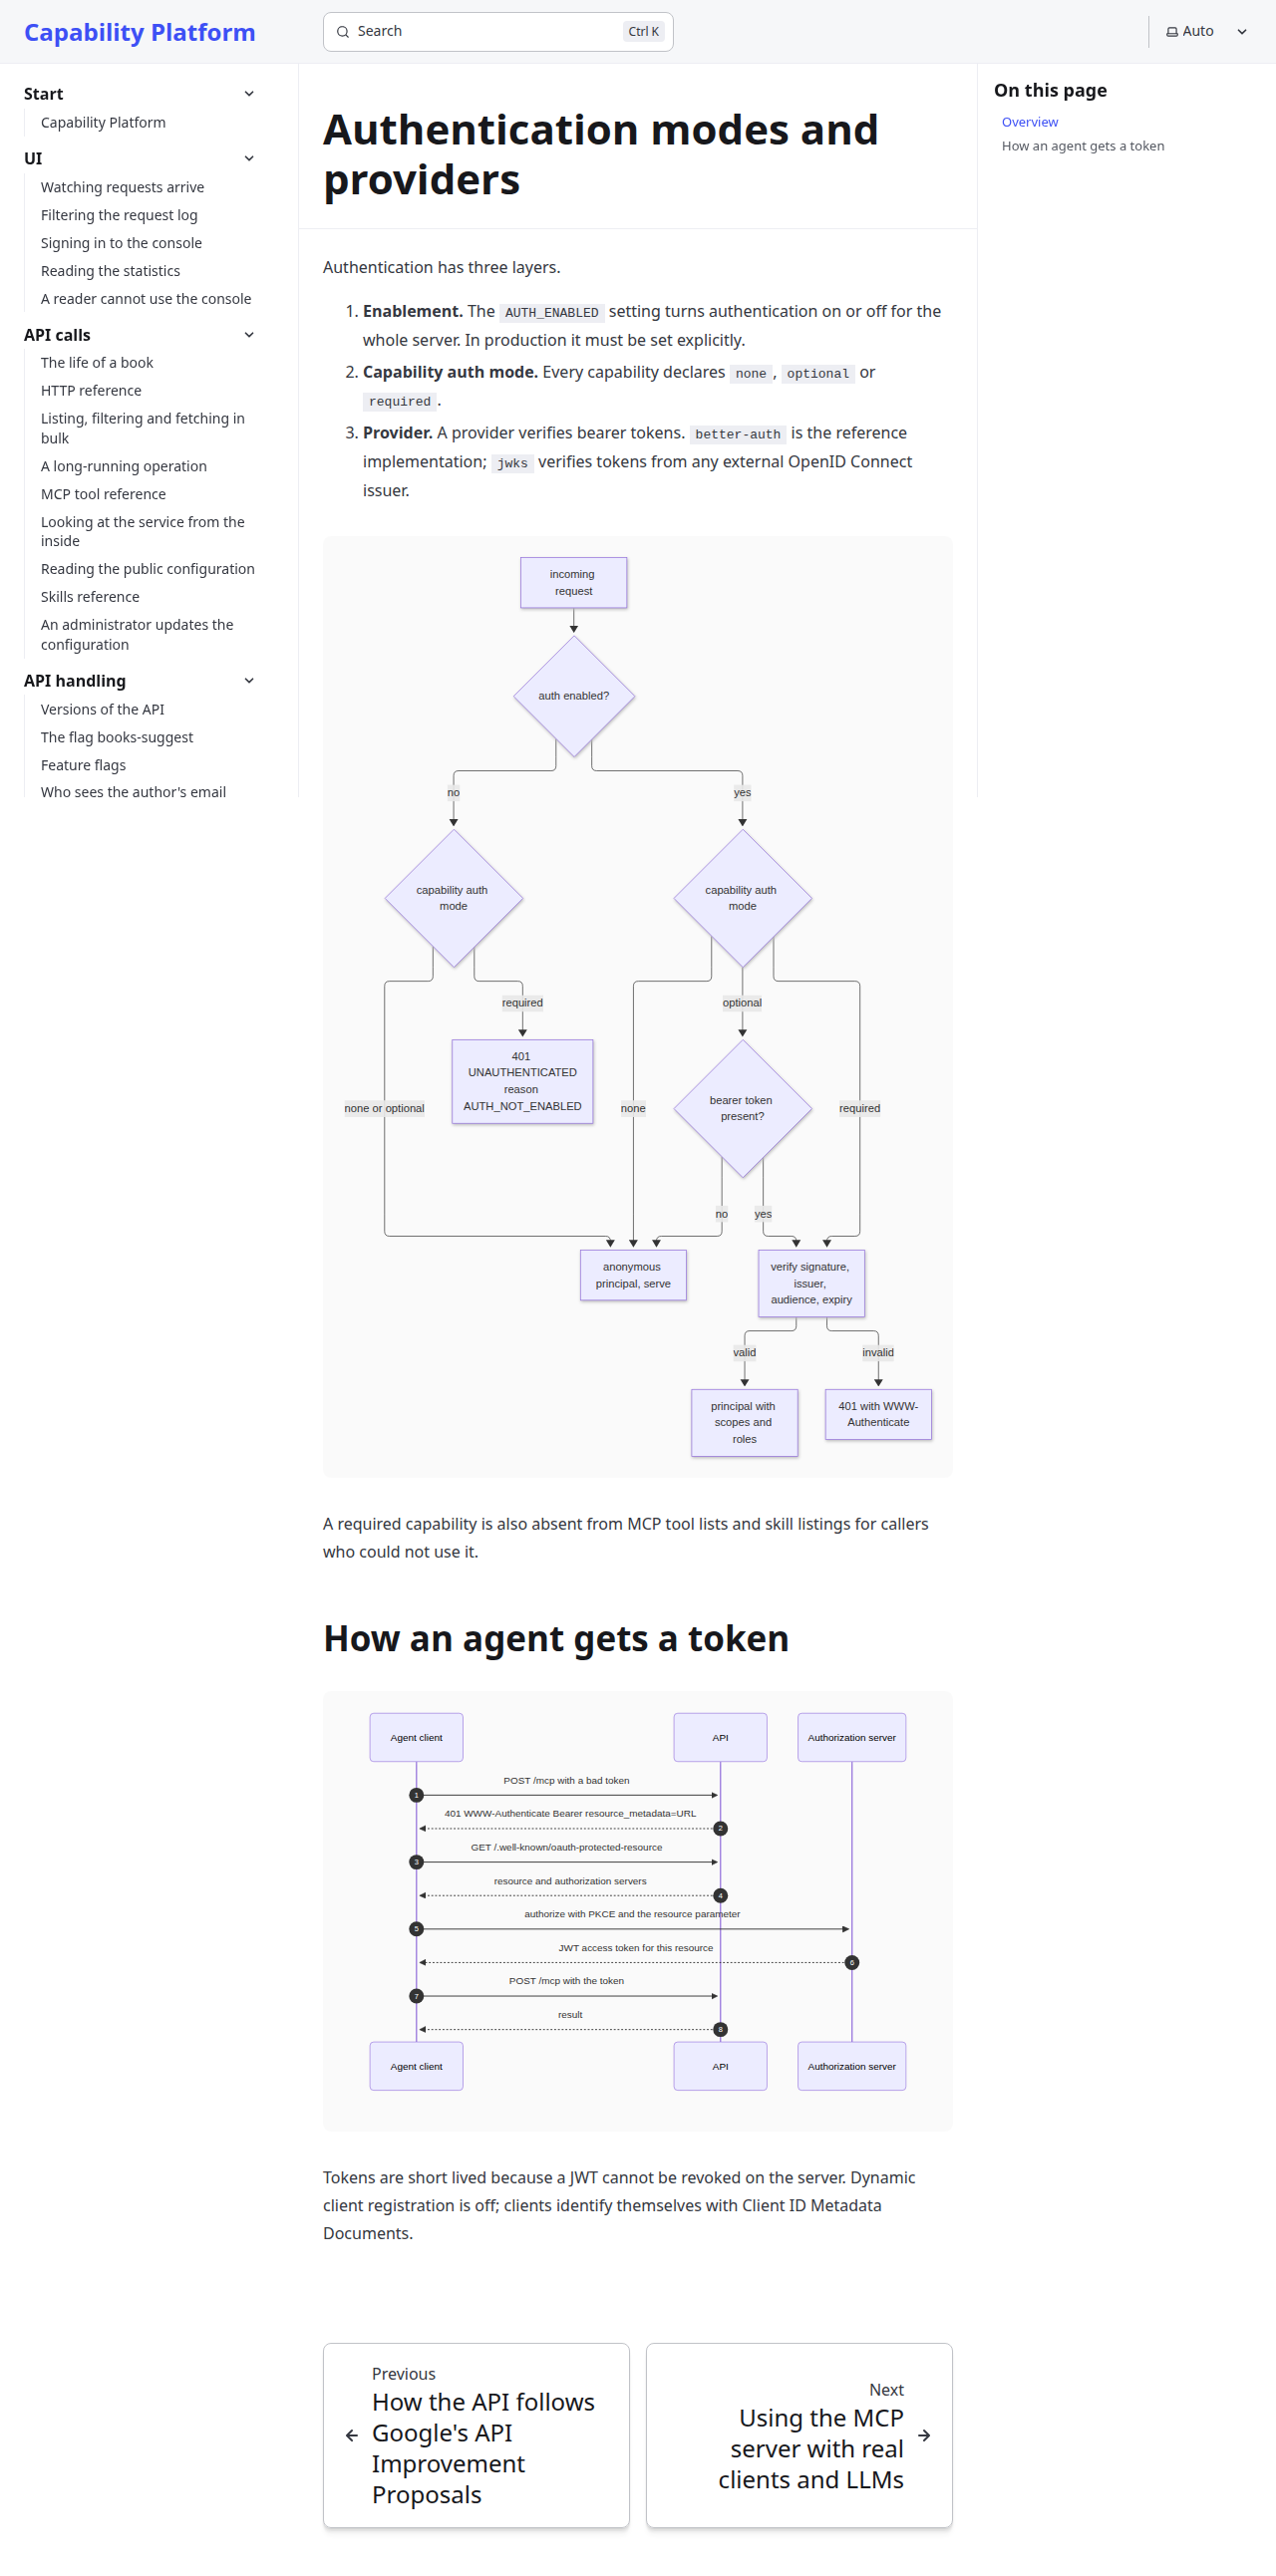 Capability Platform
Search
Ctrl K
Auto
Start
Capability Platform
UI
Watching requests arrive
Filtering the request log
Signing in to the console
Reading the statistics
A reader cannot use the console
API calls
The life of a book
HTTP reference
Listing, filtering and fetching in
bulk
A long-running operation
MCP tool reference
Looking at the service from the
inside
Reading the public configuration
Skills reference
An administrator updates the
configuration
API handling
Versions of the API
The flag books-suggest
Feature flags
Who sees the author's email
Authentication modes and
providers
Authentication has three layers.
1. Enablement. The AUTH_ENABLED setting turns authentication on or off for the
whole server. In production it must be set explicitly.
2. Capability auth mode. Every capability declares none, optional or
required.
3. Provider. A provider verifies bearer tokens. better-auth is the reference
implementation; jwks verifies tokens from any external OpenID Connect
issuer.
incoming
request
auth enabled?
no
yes
capability auth
mode
capability auth
mode
required
optional
401
UNAUTHENTICATED
reason
AUTH_NOT_ENABLED
bearer token
present?
none or optional
none
required
no
yes
anonymous
principal, serve
verify signature,
issuer,
audience, expiry
valid
invalid
principal with
scopes and
roles
401 with WWW-
Authenticate
A required capability is also absent from MCP tool lists and skill listings for callers
who could not use it.
How an agent gets a token
Agent client
API
Authorization server
POST /mcp with a bad token
1
401 WWW-Authenticate Bearer resource_metadata=URL
2
GET /.well-known/oauth-protected-resource
3
resource and authorization servers
4
authorize with PKCE and the resource parameter
5
JWT access token for this resource
6
POST /mcp with the token
7
result
8
Agent client
API
Authorization server
Tokens are short lived because a JWT cannot be revoked on the server. Dynamic
client registration is off; clients identify themselves with Client ID Metadata
Documents.
Previous
How the API follows
Google's API
Improvement
Proposals
Next
Using the MCP
server with real
clients and LLMs
On this page
Overview
How an agent gets a token